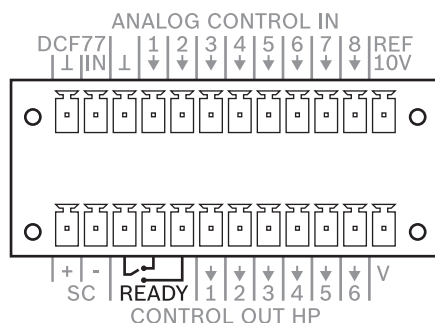 ANALOG CONTROL IN
DCF77 1 2 3 4 5 6 7 8 REF
⊥ IN ⊥ 10V
+ - READY 1 2 3 4 5 6 V
SC
CONTROL OUT HP